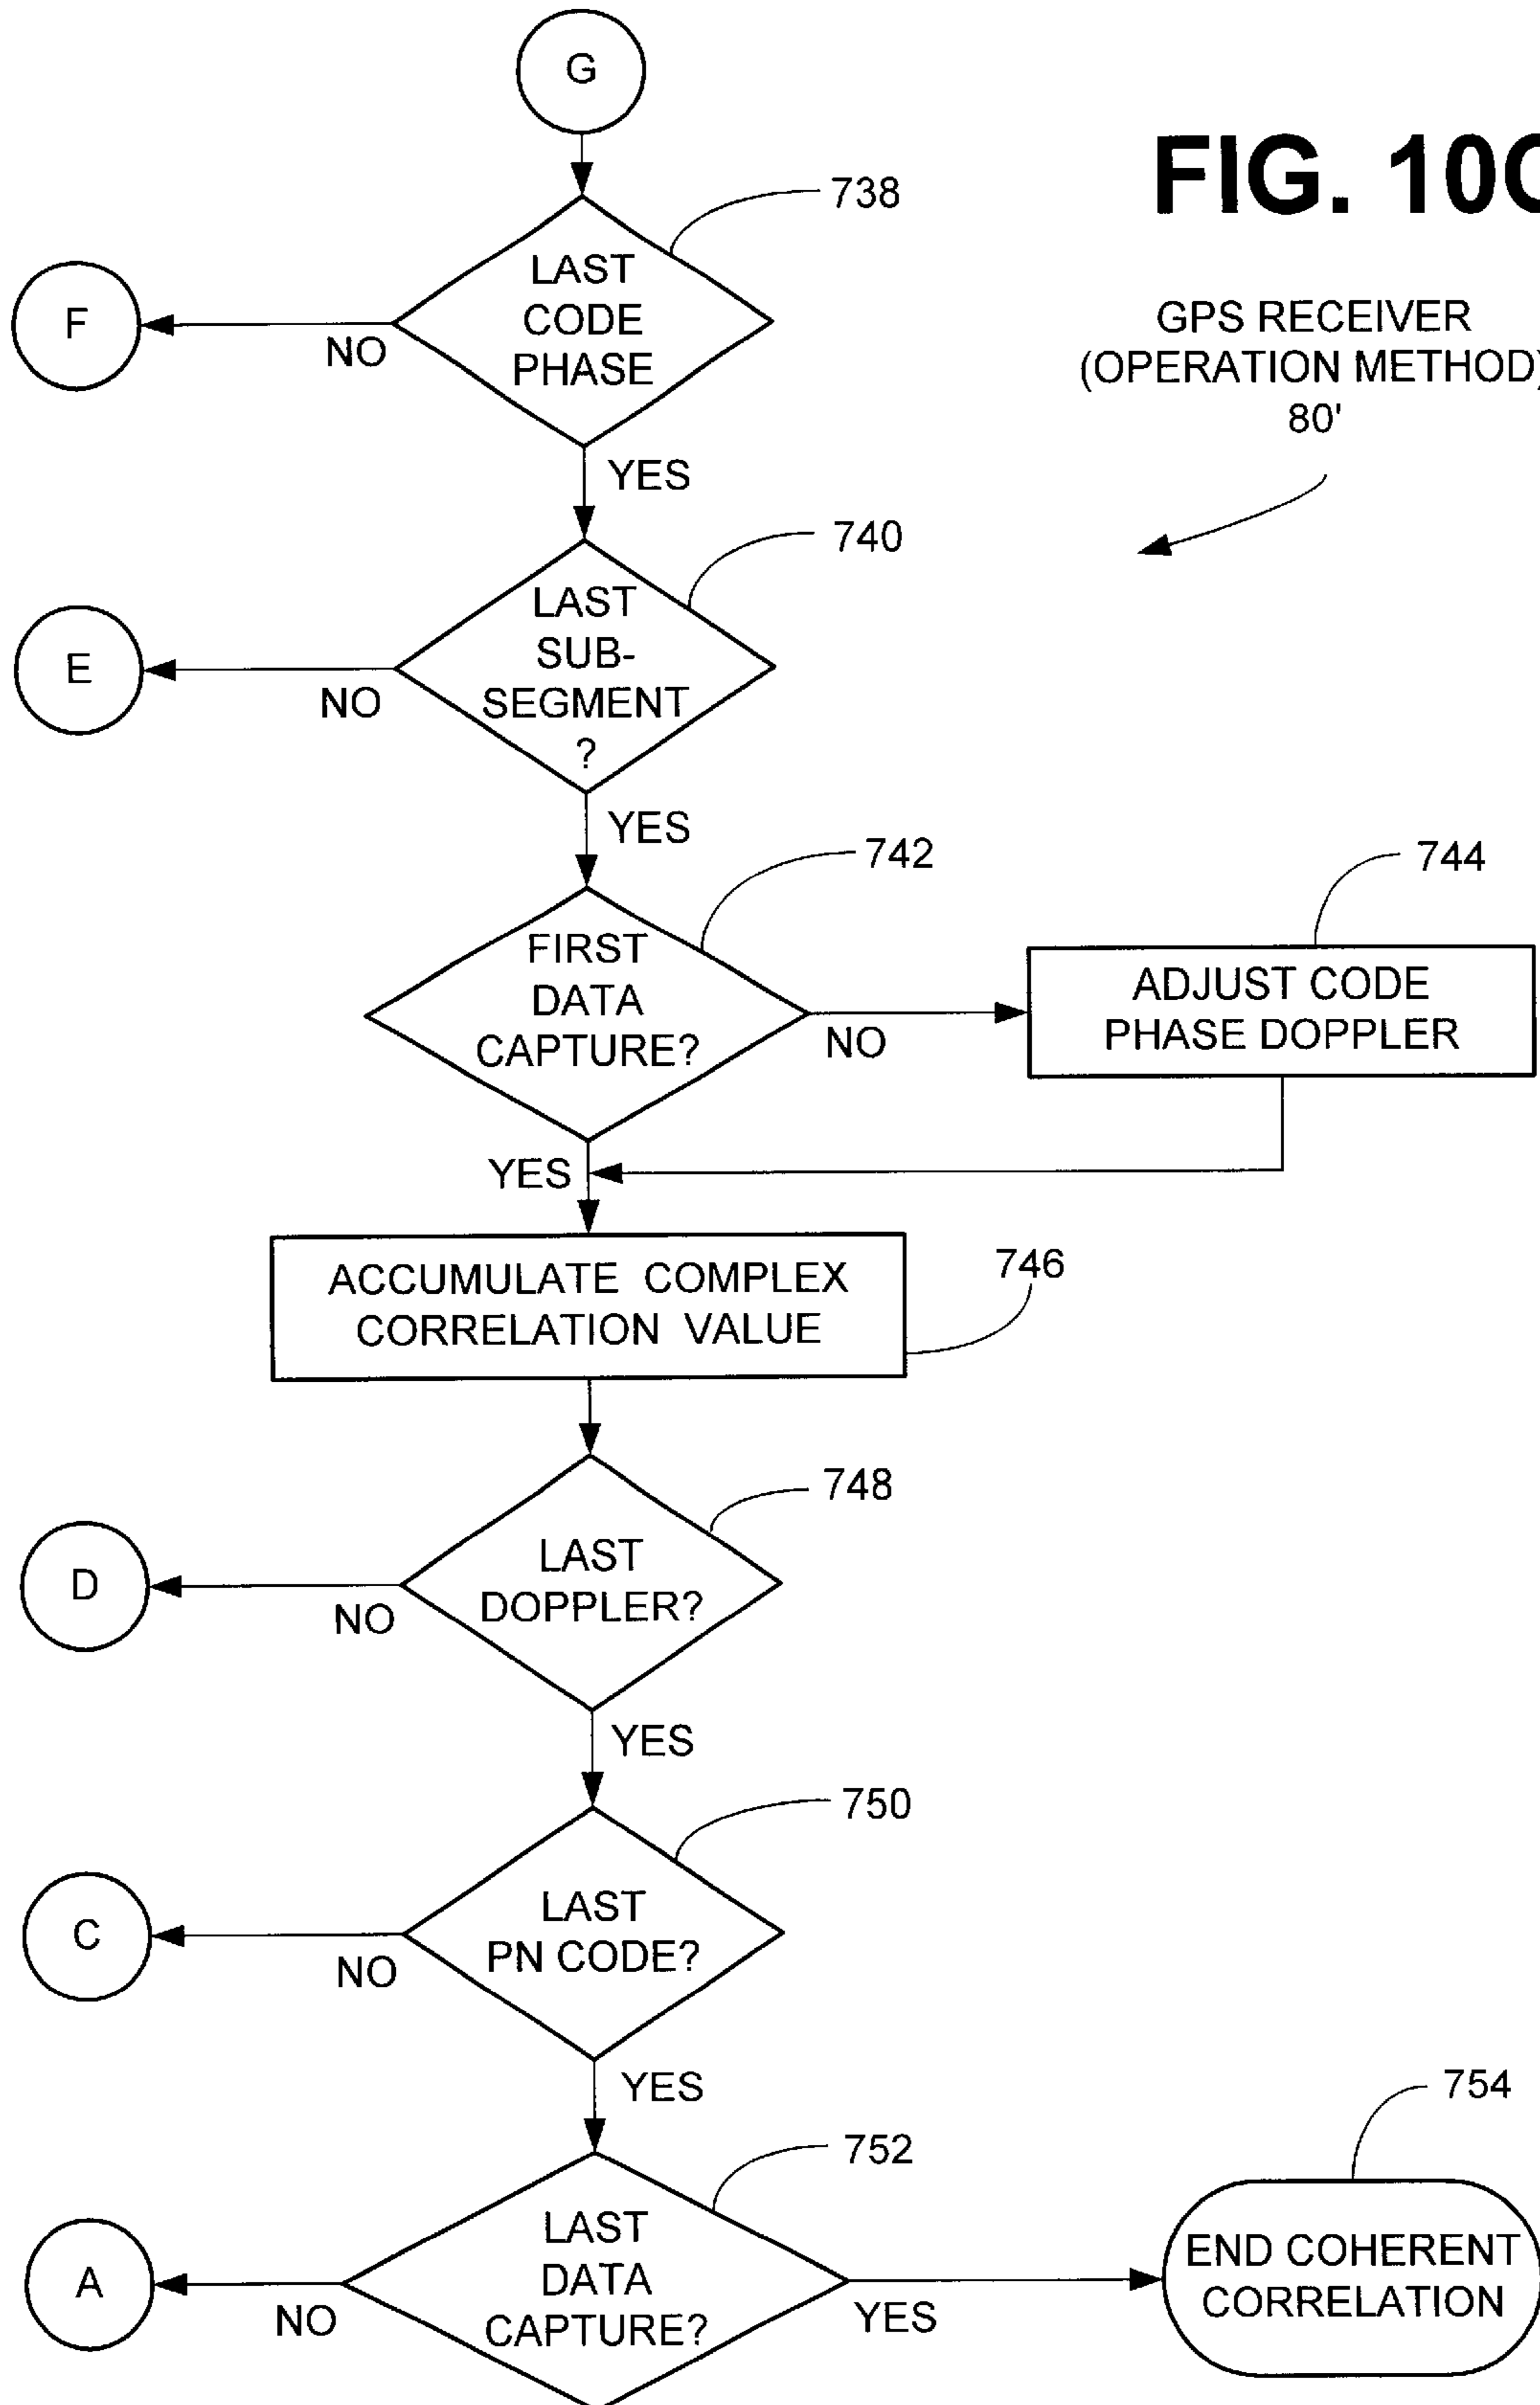 G
FIG. 10C
738
LAST
CODE
PHASE
F
NO
GPS RECEIVER
(OPERATION METHOD)
80'
YES
740
LAST
SUB-
SEGMENT
?
E
NO
YES
742
744
FIRST
DATA
CAPTURE?
NO
ADJUST CODE
PHASE DOPPLER
YES
746
ACCUMULATE COMPLEX
CORRELATION VALUE
748
LAST
DOPPLER?
D
NO
YES
750
LAST
PN CODE?
C
NO
YES
752
754
LAST
DATA
CAPTURE?
A
NO
YES
END COHERENT
CORRELATION